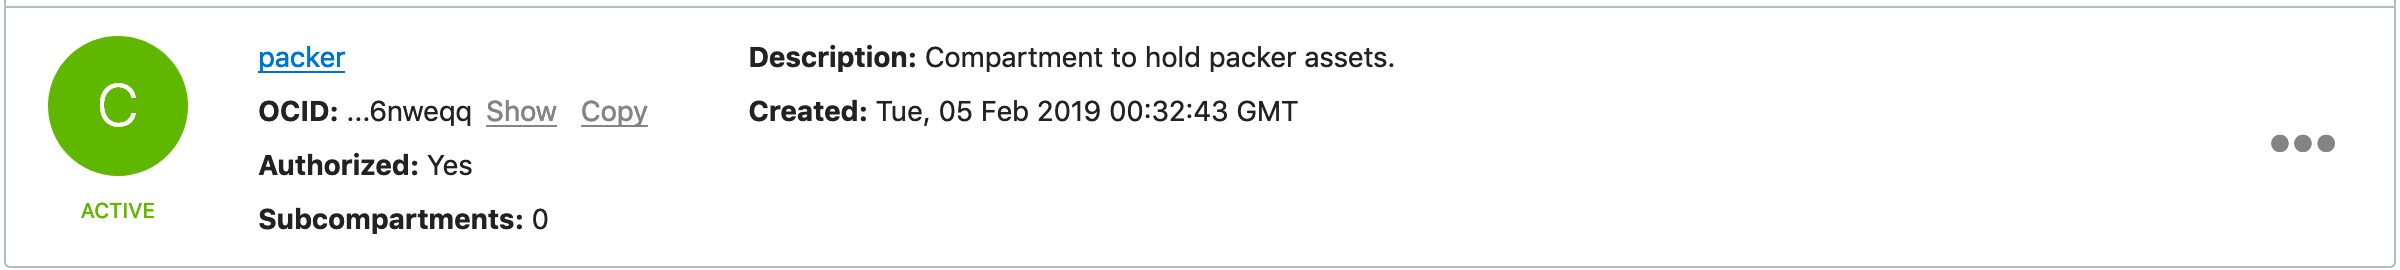 C
ACTIVE
packer
OCID: ...6nweqq Show Copy
Authorized: Yes
Subcompartments: 0
Description: Compartment to hold packer assets.
Created: Tue, 05 Feb 2019 00:32:43 GMT